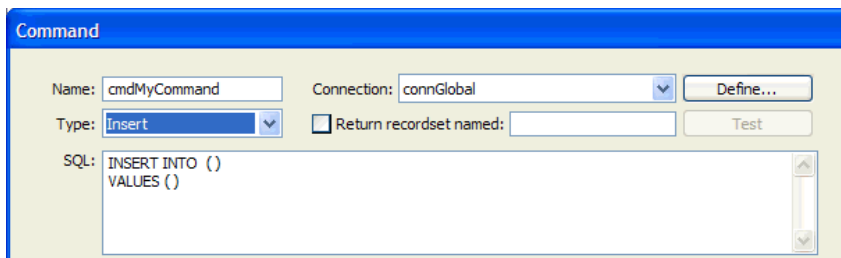 Command
Name: cmdMyCommand Connection: connGlobal Define...
Type: Insert Return recordset named: Test
SQL: INSERT INTO ()
VALUES ()